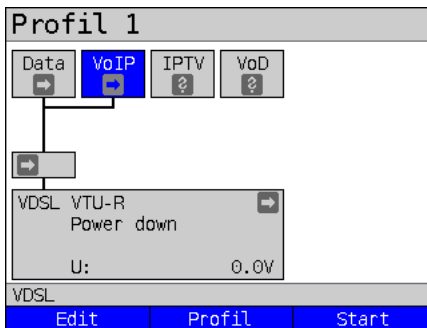 Profil 1
Data VoIP IPTV VoD
? ?
VDSL VTU-R
Power down
U: 0.0V
VDSL
Edit Profil Start